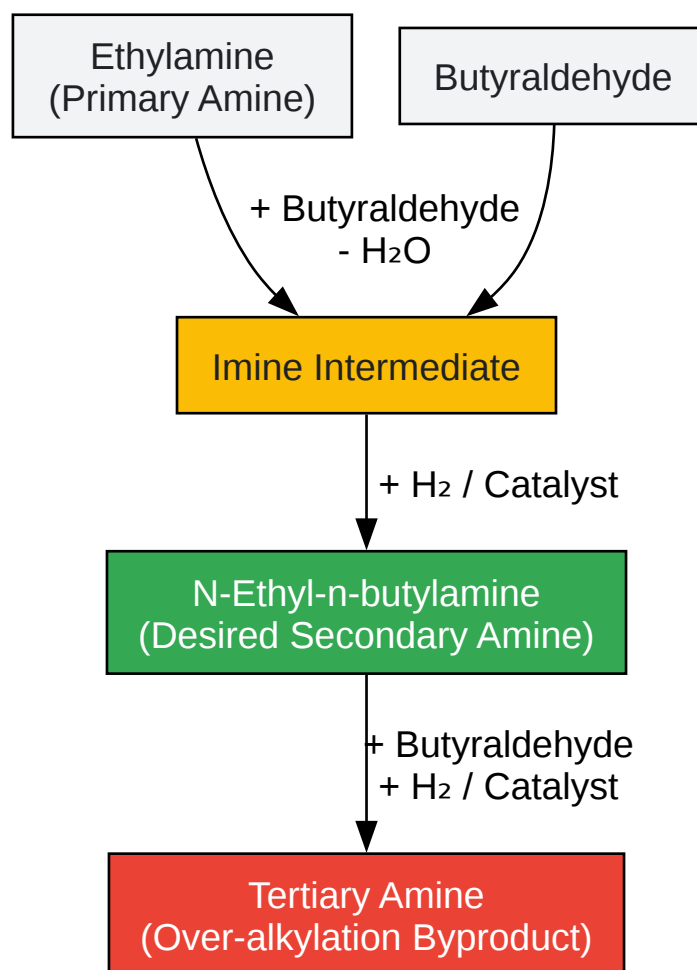 Ethylamine
(Primary Amine)
Butyraldehyde
+ Butyraldehyde
- H₂O
Imine Intermediate
+ H₂ / Catalyst
N-Ethyl-n-butylamine
(Desired Secondary Amine)
+ Butyraldehyde
+ H₂ / Catalyst
Tertiary Amine
(Over-alkylation Byproduct)